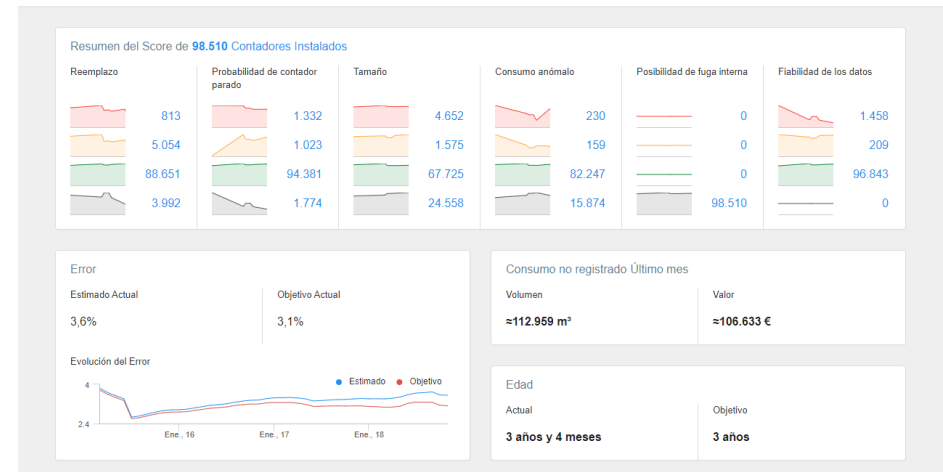 Resumen del Score de 98.510 Contadores Instalados
Reemplazo
Probabilidad de contador
parado
Tamaño
Consumo anómalo
Posibilidad de fuga interna
Fiabilidad de los datos
813
1.332
4.652
230
0
1.458
5.054
1.023
1.575
159
0
209
88.651
94.381
67.725
82.247
0
96.843
3.992
1.774
24.558
15.874
98.510
0
Error
Estimado Actual
Objetivo Actual
3,6%
3,1%
Evolución del Error
Estimado
Objetivo
4
2.4
Ene., 16
Ene., 17
Ene., 18
Consumo no registrado Último mes
Volumen
Valor
≈112.959 m³
≈106.633 €
Edad
Actual
Objetivo
3 años y 4 meses
3 años